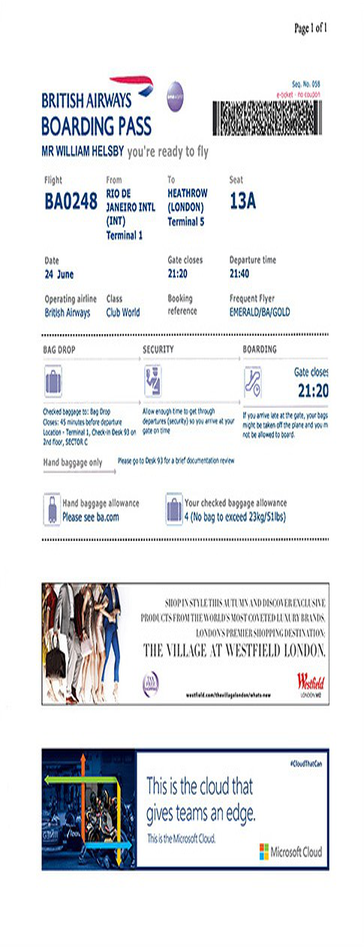 Page 1 of 1
Seq. No. 058
e-ticket - no coupon
BRITISH AIRWAYS
BOARDING PASS
MR WILLIAM HELSBY you're ready to fly
Flight From To Seat
BA0248 RIO DE JANEIRO INTL (INT) Terminal 1 HEATHROW (LONDON) Terminal 5 13A
Date Gate closes Departure time
24 June 21:20 21:40
Operating airline Class Booking reference Frequent Flyer
British Airways Club World EMERALD/BA/GOLD
BAG DROP SECURITY BOARDING
Gate closes
21:20
Checked baggage to: Bag Drop
Closes: 45 minutes before departure
Location - Terminal 1, Check-in Desk 93 on
2nd floor, SECTOR C
Allow enough time to get through
departures (security) so you arrive at your
gate on time
If you arrive late at the gate, your bags
might be taken off the plane and you m
not be allowed to board.
Hand baggage only Please go to Desk 93 for a brief documentation review
Hand baggage allowance
Please see ba.com
Your checked baggage allowance
4 (No bag to exceed 23kg/51lbs)
SHOP IN STYLE THIS AUTUMN AND DISCOVER EXCLUSIVE
PRODUCTS FROM THE WORLD'S MOST COVETED LUXURY BRANDS.
LONDON'S PREMIER SHOPPING DESTINATION:
THE VILLAGE AT WESTFIELD LONDON.
westfield.com/thevillagelondon/whats-new
Westfield
LONDON W12
#CloudThatCan
This is the cloud that
gives teams an edge.
This is the Microsoft Cloud.
Microsoft Cloud